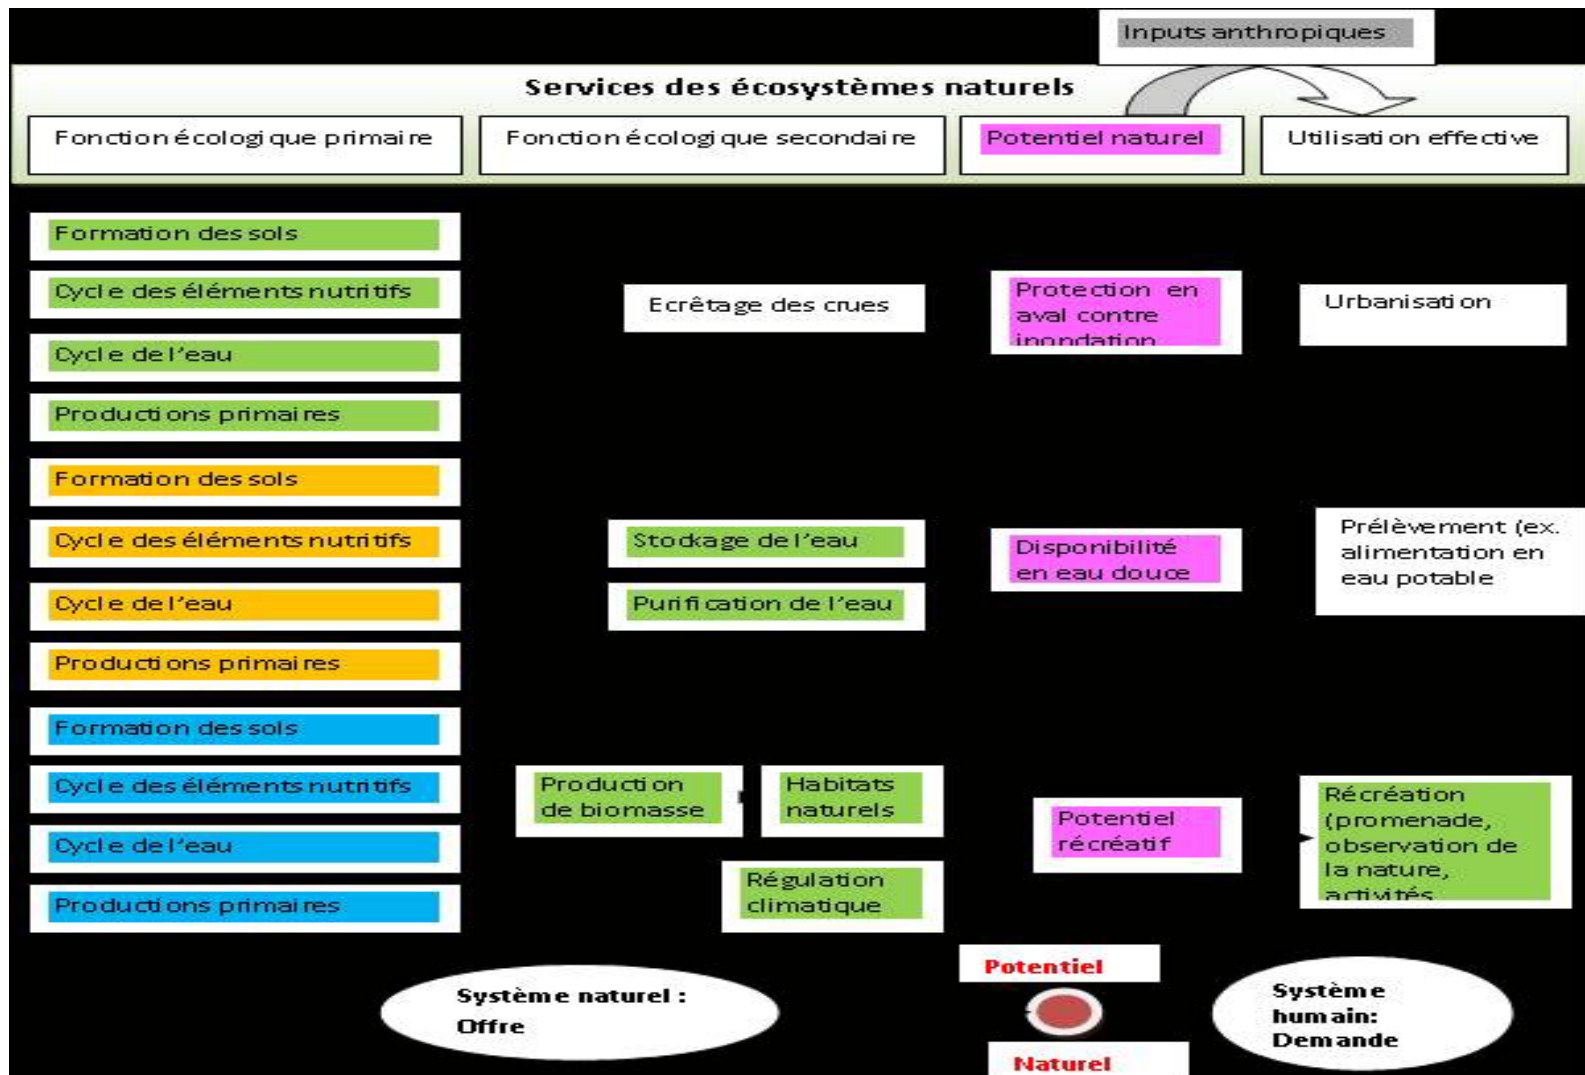 Inputs anthropiques
Services des écosystèmes naturels
Fonction écologique primaire
Fonction écologique secondaire
Potentiel naturel
Utilisation effective
Formation des sols
Cycle des éléments nutritifs
Cycle de l'eau
Productions primaires
Ecrêtage des crues
Protection en
aval contre
inondation
Urbanisation
Formation des sols
Cycle des éléments nutritifs
Cycle de l'eau
Productions primaires
Stockage de l'eau
Purification de l'eau
Disponibilité
en eau douce
Prélèvement (ex.
alimentation en
eau potable
Formation des sols
Cycle des éléments nutritifs
Cycle de l'eau
Productions primaires
Production
de biomasse
Habitats
naturels
Régulation
climatique
Potentiel
récréatif
Récréation
(promenade,
observation de
la nature,
activités
Système naturel :
Offre
Potentiel
Naturel
Système
humain:
Demande